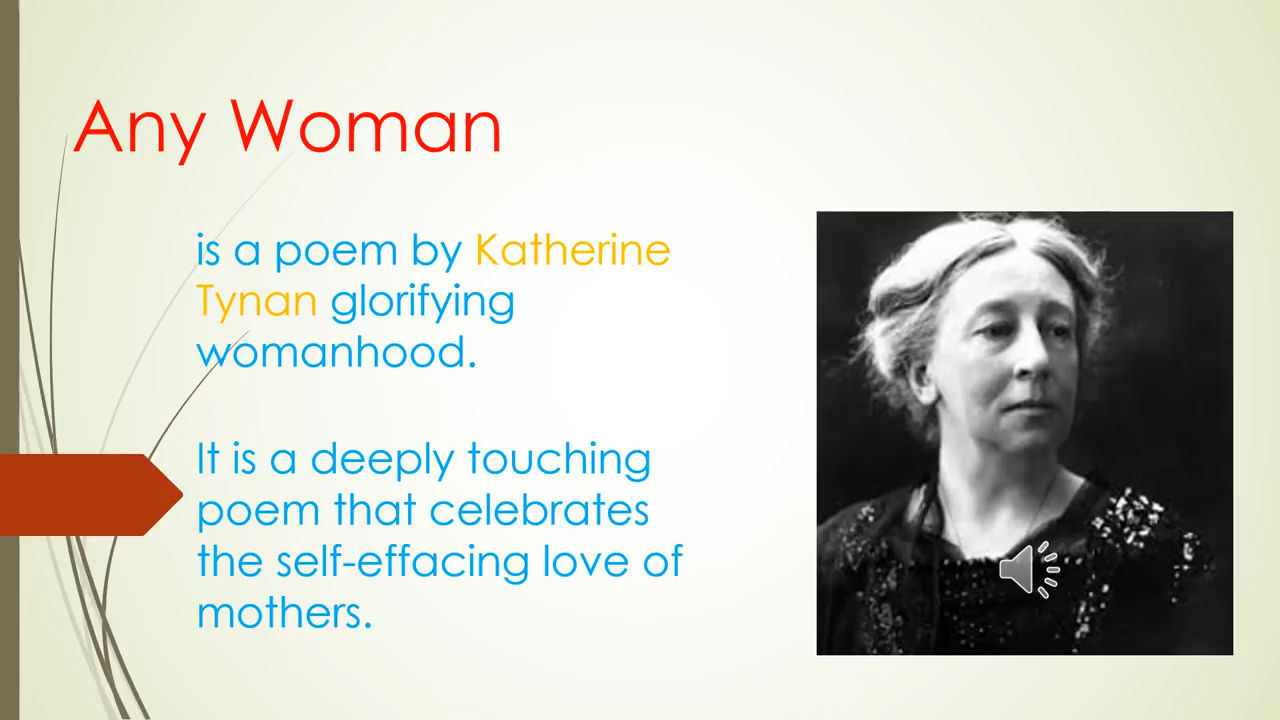 Any Woman
is a poem by Katherine
Tynan glorifying
womanhood.
It is a deeply touching
poem that celebrates
the self-effacing love of
mothers.